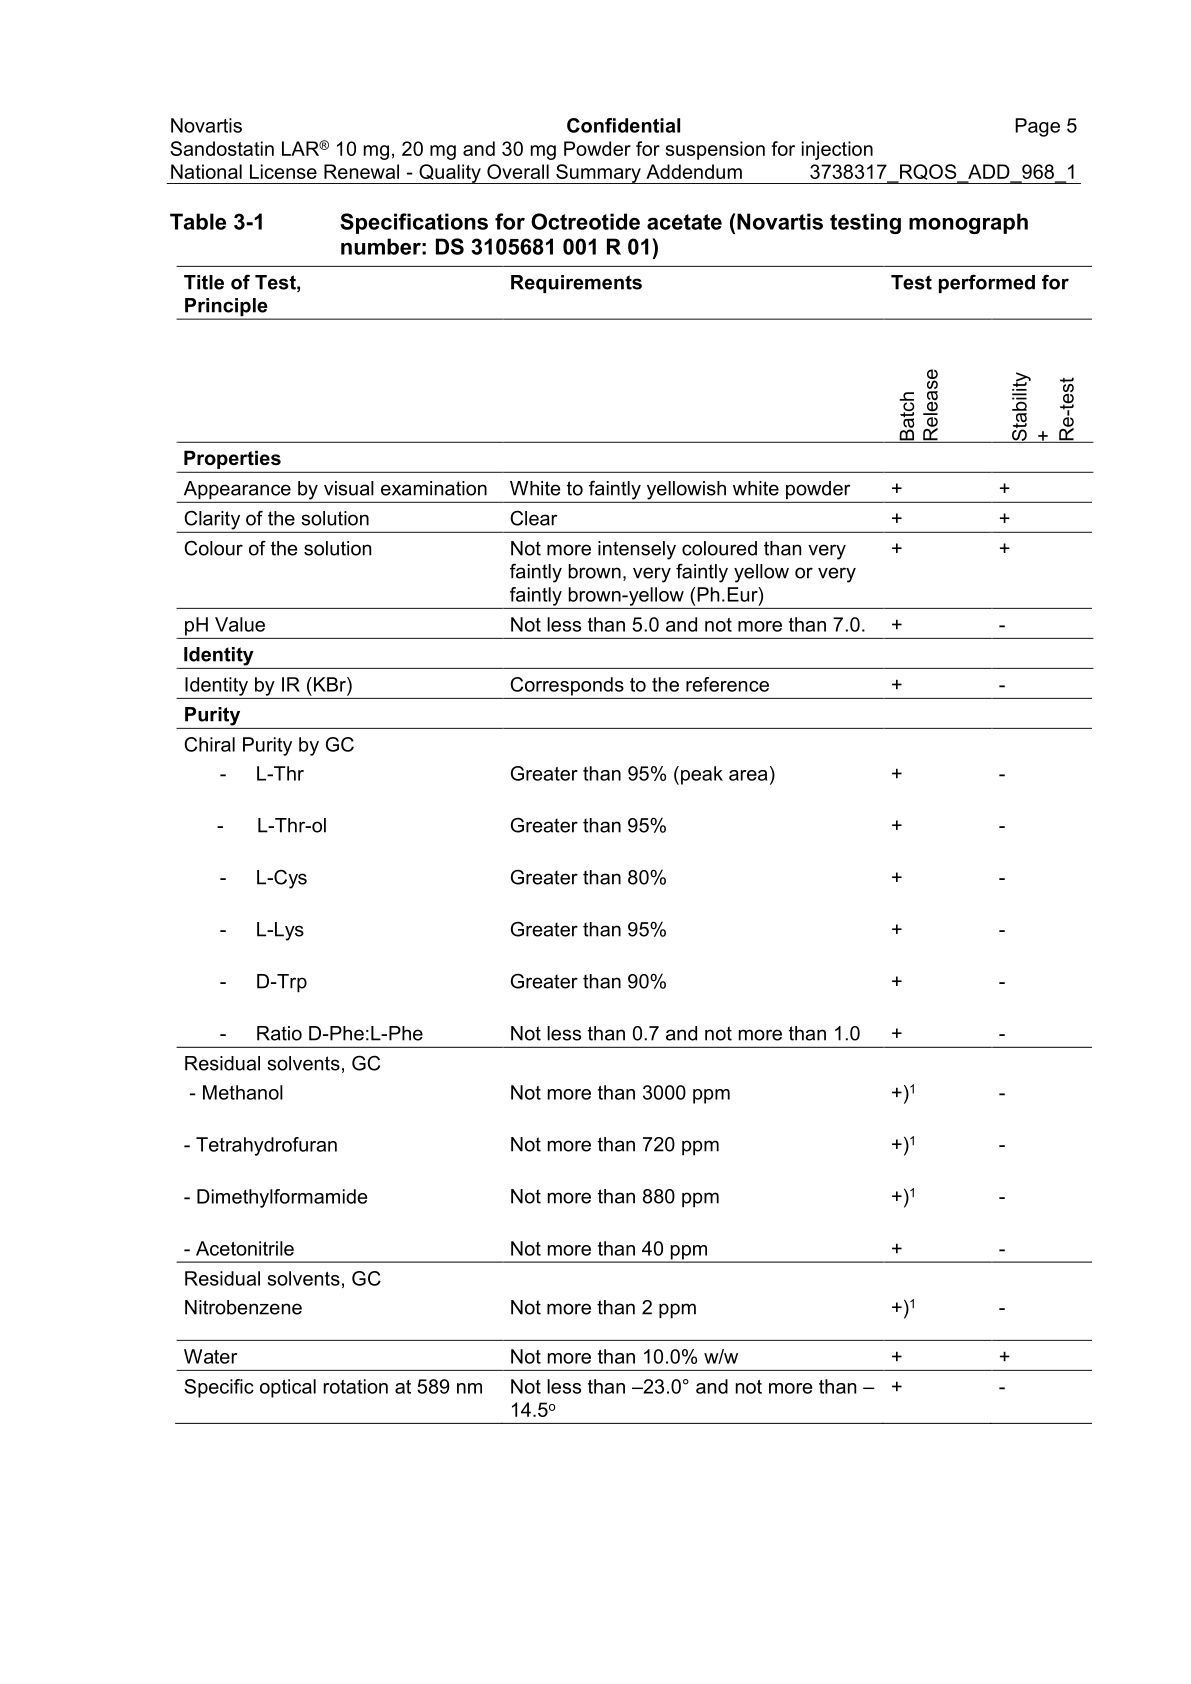 Novartis Confidential Page 5
Sandostatin LAR® 10 mg, 20 mg and 30 mg Powder for suspension for injection
National License Renewal - Quality Overall Summary Addendum 3738317_RQOS_ADD_968_1
Table 3-1 Specifications for Octreotide acetate (Novartis testing monograph
number: DS 3105681 001 R 01)
Title of Test, Requirements Test performed for
Principle
Batch
Release
Stability
+
Re-test
Properties
Appearance by visual examination White to faintly yellowish white powder + +
Clarity of the solution Clear + +
Colour of the solution Not more intensely coloured than very + +
faintly brown, very faintly yellow or very
faintly brown-yellow (Ph.Eur)
pH Value Not less than 5.0 and not more than 7.0. + -
Identity
Identity by IR (KBr) Corresponds to the reference + -
Purity
Chiral Purity by GC
- L-Thr Greater than 95% (peak area) + -
- L-Thr-ol Greater than 95% + -
- L-Cys Greater than 80% + -
- L-Lys Greater than 95% + -
- D-Trp Greater than 90% + -
- Ratio D-Phe:L-Phe Not less than 0.7 and not more than 1.0 + -
Residual solvents, GC
- Methanol Not more than 3000 ppm +)¹ -
- Tetrahydrofuran Not more than 720 ppm +)¹ -
- Dimethylformamide Not more than 880 ppm +)¹ -
- Acetonitrile Not more than 40 ppm + -
Residual solvents, GC
Nitrobenzene Not more than 2 ppm +)¹ -
Water Not more than 10.0% w/w + +
Specific optical rotation at 589 nm Not less than –23.0° and not more than – + -
14.5º